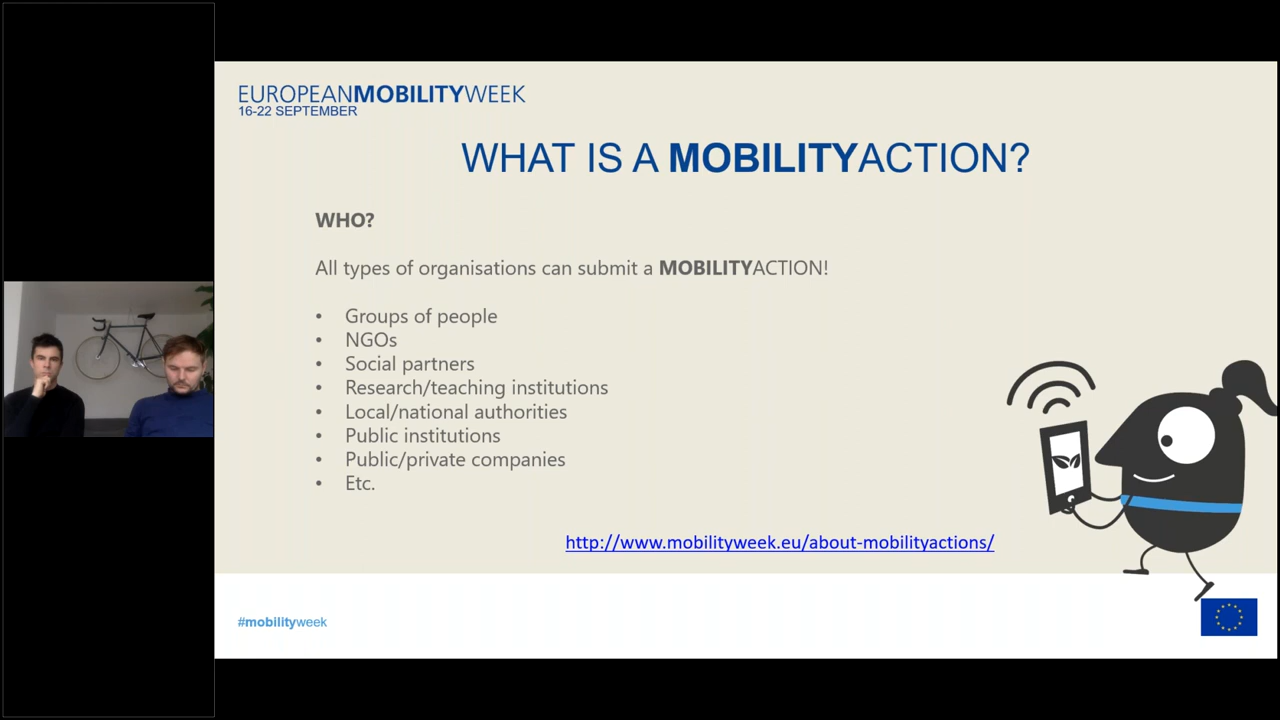 EUROPEANMOBILITYWEEK
16-22 SEPTEMBER
WHAT IS A MOBILITYACTION?
WHO?
All types of organisations can submit a MOBILITYACTION!
• Groups of people
• NGOs
• Social partners
• Research/teaching institutions
• Local/national authorities
• Public institutions
• Public/private companies
• Etc.
http://www.mobilityweek.eu/about-mobilityactions/
#mobilityweek